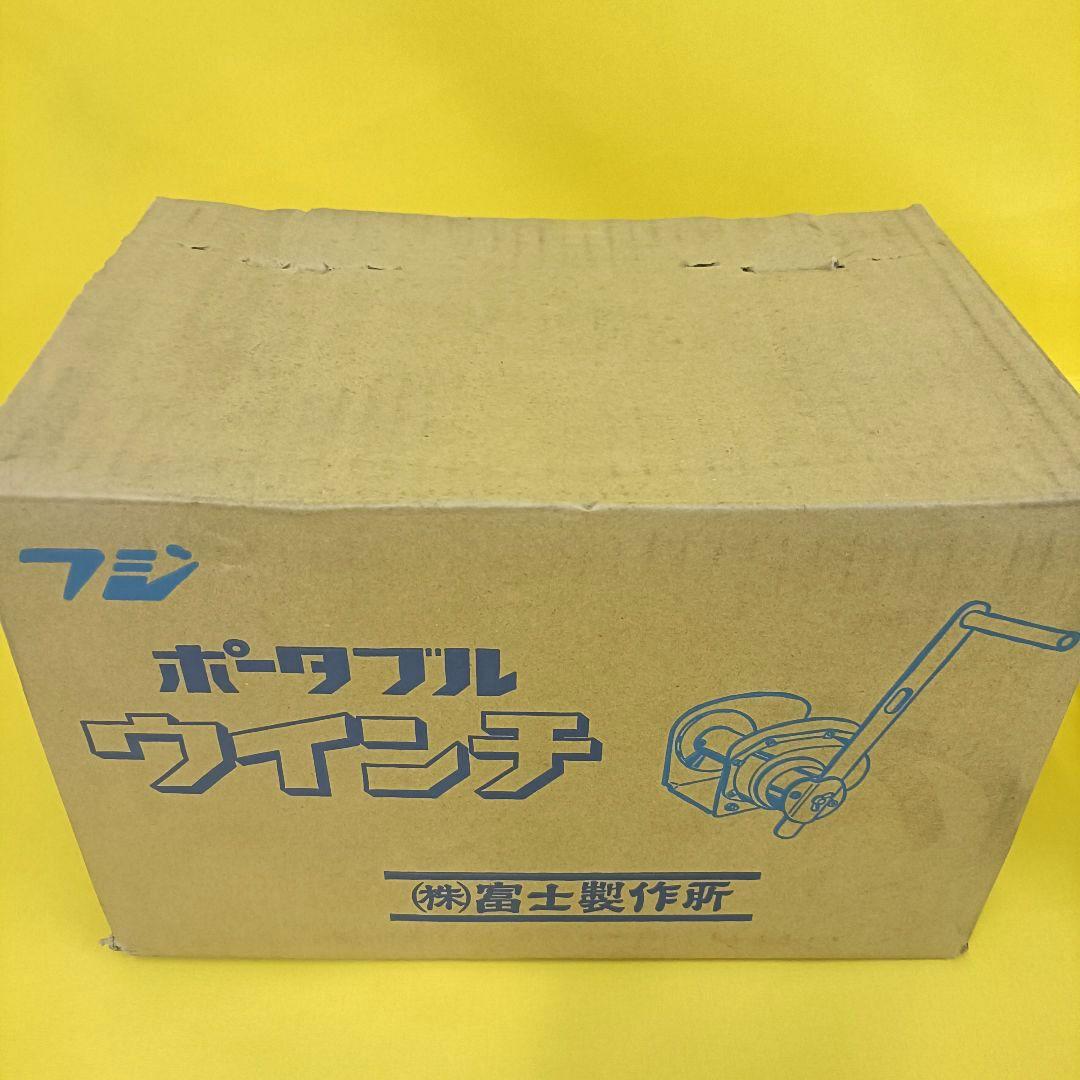 フジ
ポータブル
ウインチ
(株)富士製作所